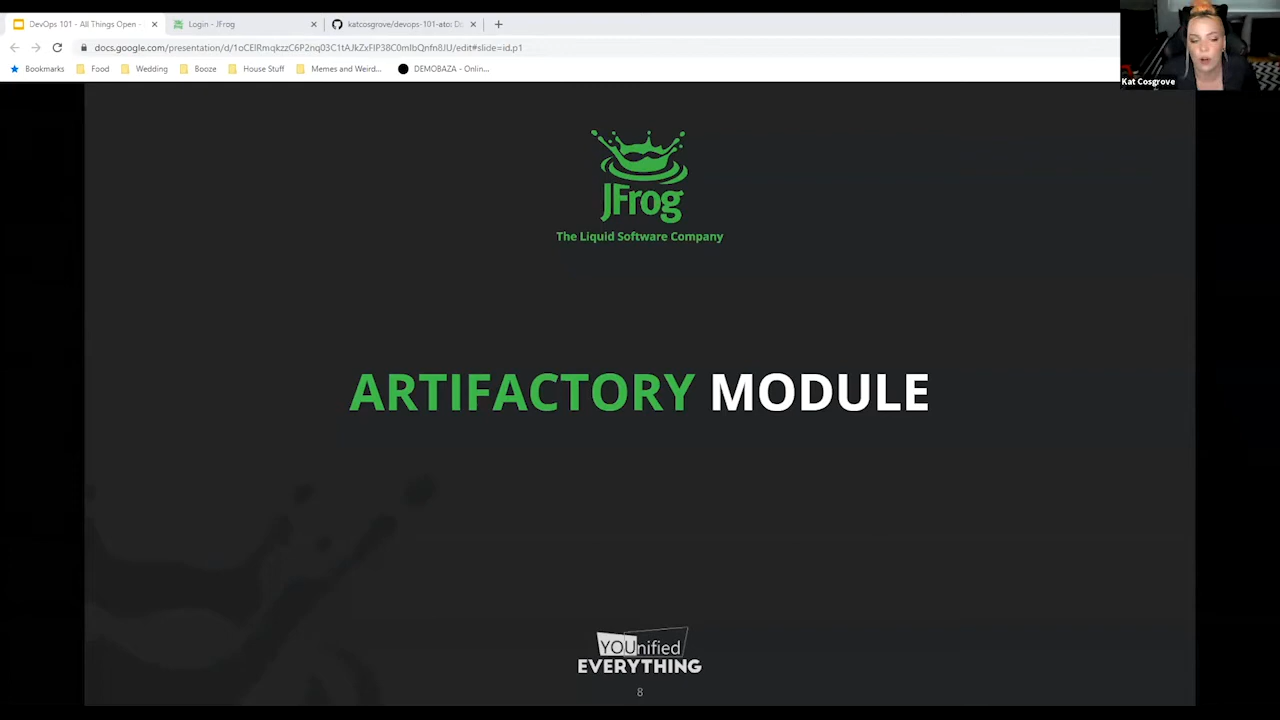 DevOps 101 - All Things Open -
Login - JFrog
katcosgrove/devops-101-ato: De
docs.google.com/presentation/d/
/edit#slide=id.p1
Bookmarks
Food
Wedding
Booze
House Stuff
Memes and Weird...
DEMOBAZA - Onlin...
Kat Cosgrove
JFrog
The Liquid Software Company
ARTIFACTORY MODULE
YOUnified
EVERYTHING
8